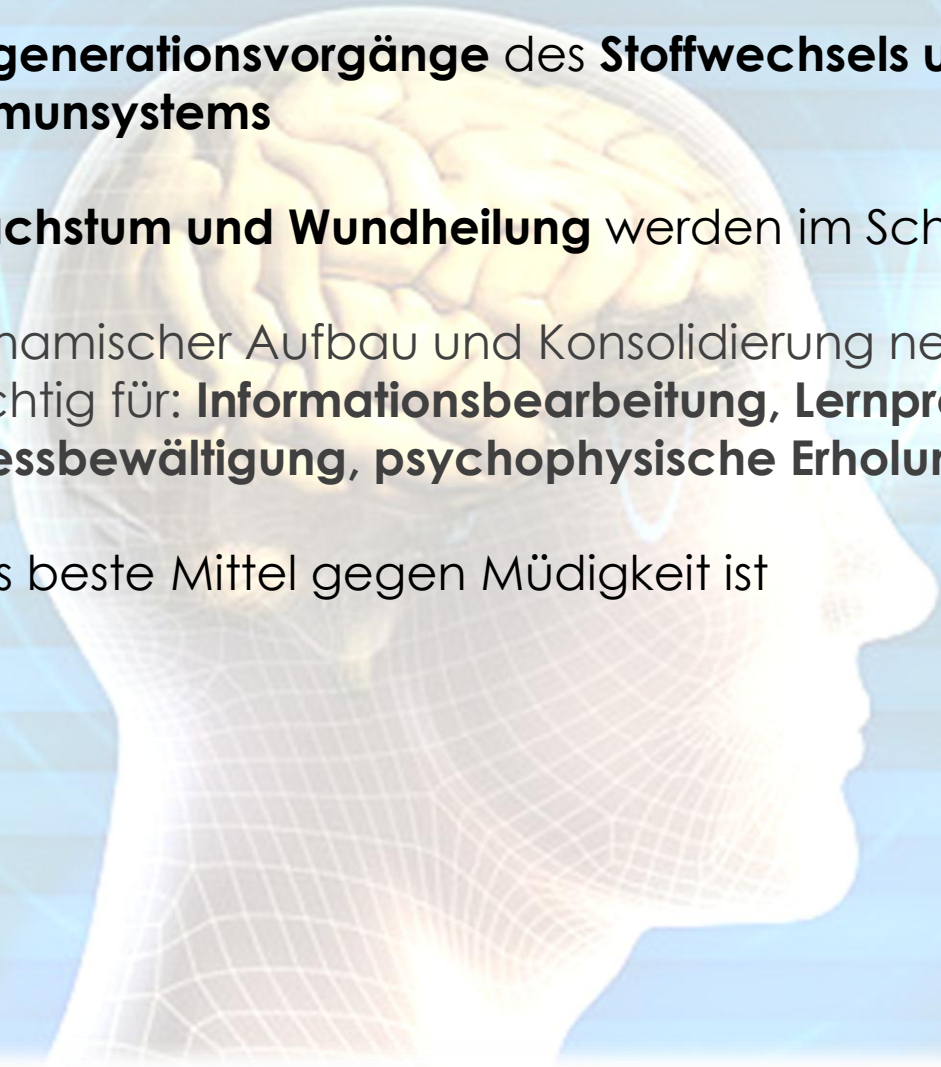 generationsvorgänge des Stoffwechsels u
munsystems
chstum und Wundheilung werden im Sch
namischer Aufbau und Konsolidierung ne
chtig für: Informationsbearbeitung, Lernpr
essbewältigung, psychophysische Erholu
s beste Mittel gegen Müdigkeit ist